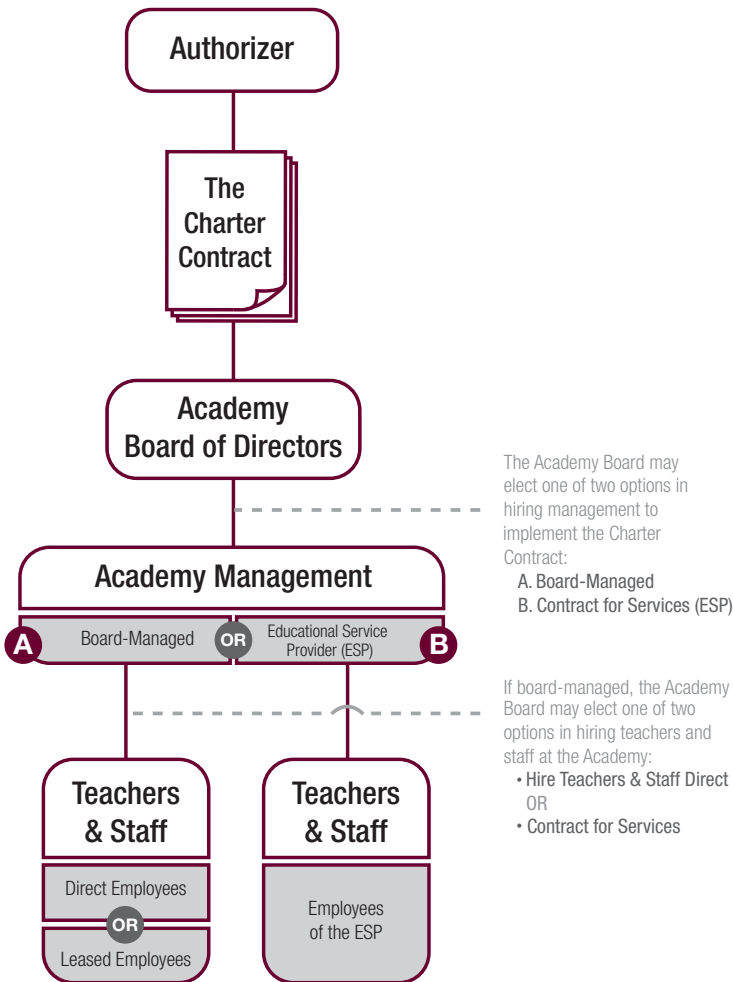 Authorizer
The
Charter
Contract
Academy
Board of Directors
The Academy Board may
elect one of two options in
hiring management to
implement the Charter
Contract:
A. Board-Managed
B. Contract for Services (ESP)
Academy Management
A
Board-Managed
OR
Educational Service
Provider (ESP)
B
If board-managed, the Academy
Board may elect one of two
options in hiring teachers and
staff at the Academy:
• Hire Teachers & Staff Direct
OR
• Contract for Services
Teachers
& Staff
Direct Employees
OR
Leased Employees
Teachers
& Staff
Employees
of the ESP